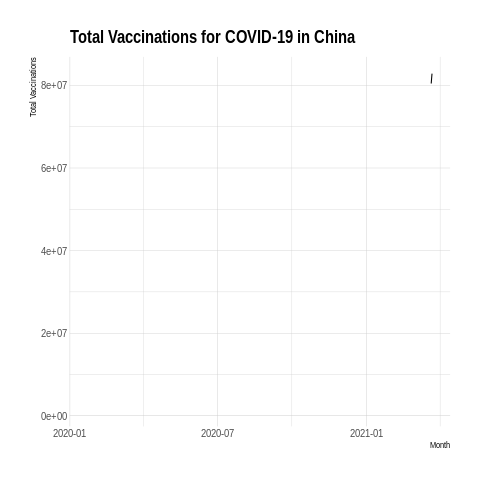 Total Vaccinations for COVID-19 in China
Total Vaccinations
8e+07
6e+07
4e+07
2e+07
0e+00
2020-01 2020-07 2021-01
Month